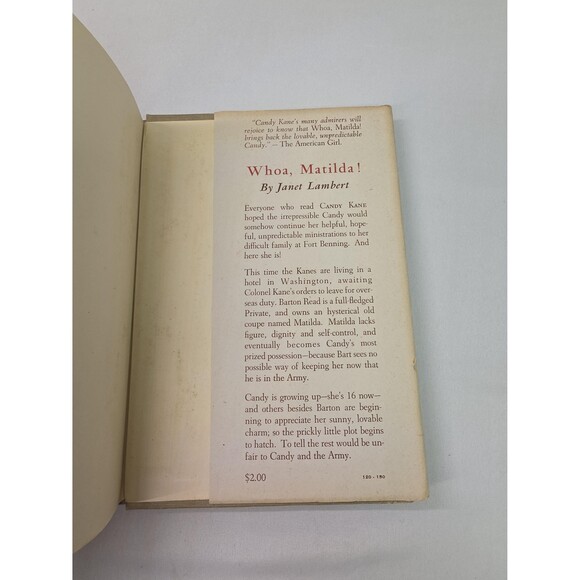 "Candy Kane's many admirers will
rejoice to know that Whoa, Matilda!
brings back the lovable, unpredictable
Candy." – The American Girl.
Whoa, Matilda!
By Janet Lambert
Everyone who read CANDY KANE
hoped the irrepressible Candy would
somehow continue her helpful, hope-
ful, unpredictable ministrations to her
difficult family at Fort Benning. And
here she is!
This time the Kanes are living in a
hotel in Washington, awaiting
Colonel Kane's orders to leave for over-
seas duty. Barton Read is a full-fledged
Private, and owns an hysterical old
coupe named Matilda. Matilda lacks
figure, dignity and self-control, and
eventually becomes Candy's most
prized possession—because Bart sees no
possible way of keeping her now that
he is in the Army.
Candy is growing up—she's 16 now—
and others besides Barton are begin-
ning to appreciate her sunny, lovable
charm; so the prickly little plot begins
to hatch. To tell the rest would be un-
fair to Candy and the Army.
$2.00
120 - 130